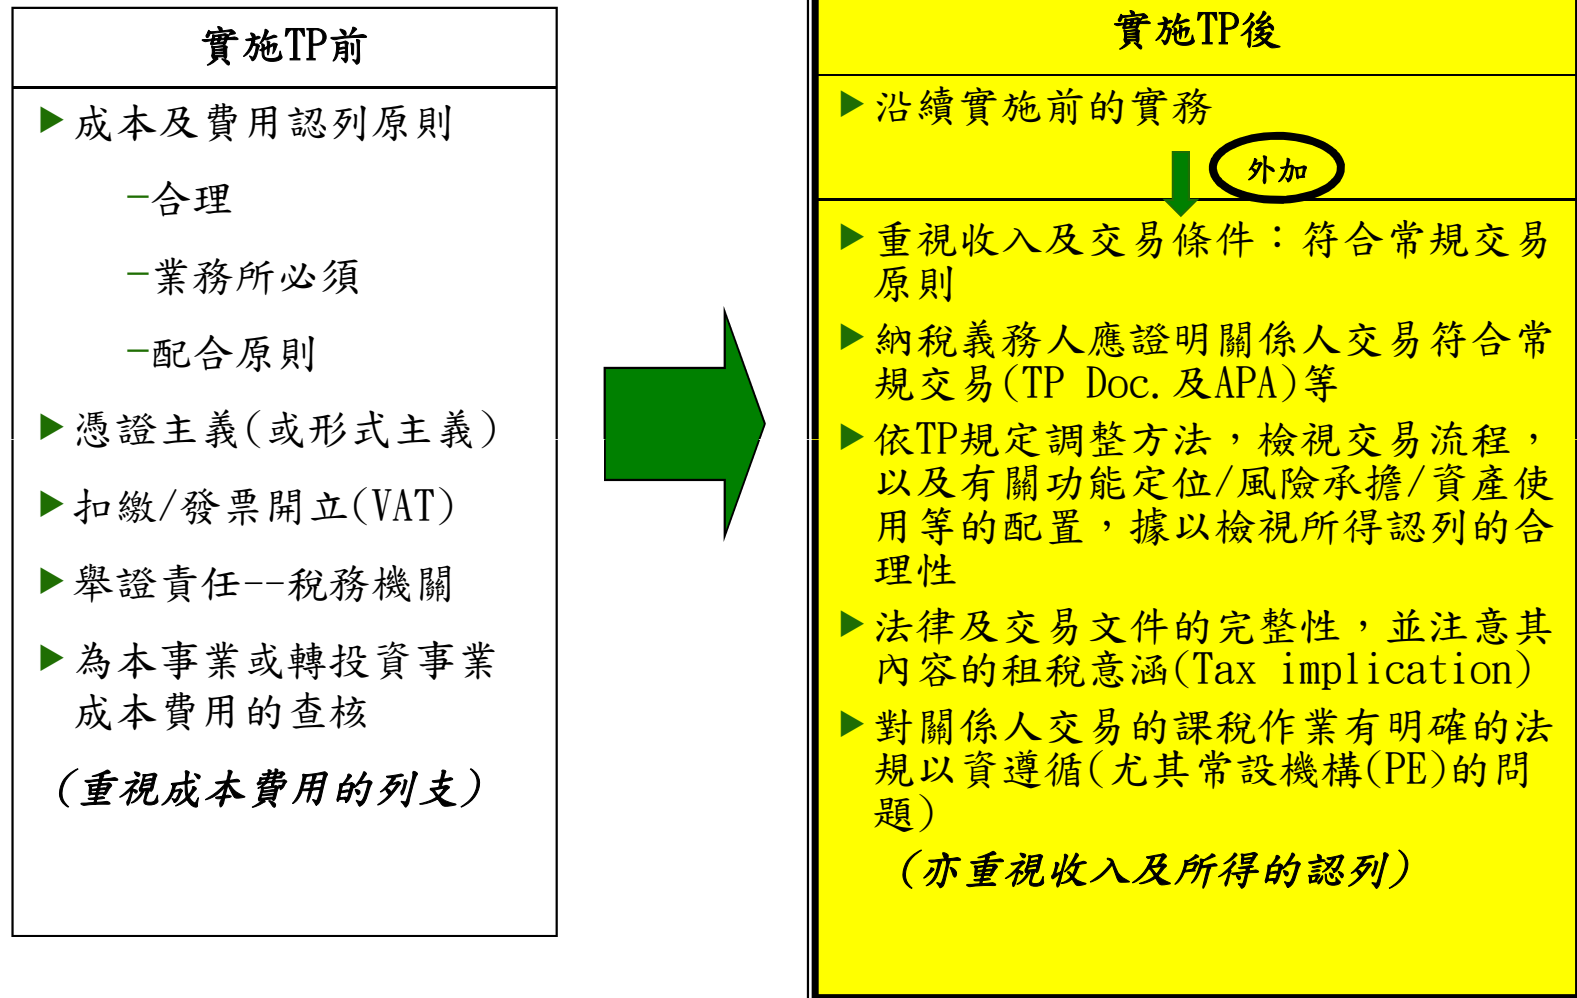 實施TP前
▶成本及費用認列原則
–合理
–業務所必須
–配合原則
▶憑證主義(或形式主義)
▶扣繳/發票開立(VAT)
▶舉證責任--稅務機關
▶為本事業或轉投資事業
成本費用的查核
(重視成本費用的列支)
實施TP後
▶沿續實施前的實務
外加
▶重視收入及交易條件：符合常規交易
原則
▶納稅義務人應證明關係人交易符合常
規交易(TP Doc.及APA)等
▶依TP規定調整方法，檢視交易流程，
以及有關功能定位/風險承擔/資產使
用等的配置，據以檢視所得認列的合
理性
▶法律及交易文件的完整性，並注意其
內容的租稅意涵(Tax implication)
▶對關係人交易的課稅作業有明確的法
規以資遵循(尤其常設機構(PE)的問
題)
(亦重視收入及所得的認列)